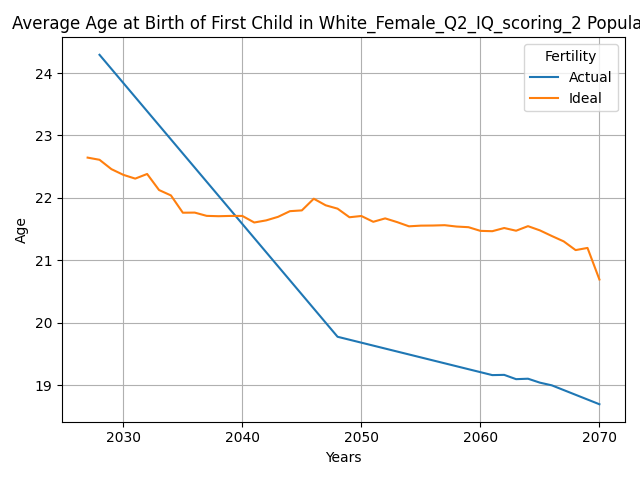 Average Age at Birth of First Child in White_Female_Q2_IQ_scoring_2 Popula
Fertility
Actual
Ideal
24
23
22
21
20
19
Age
2030 2040 2050 2060 2070
Years